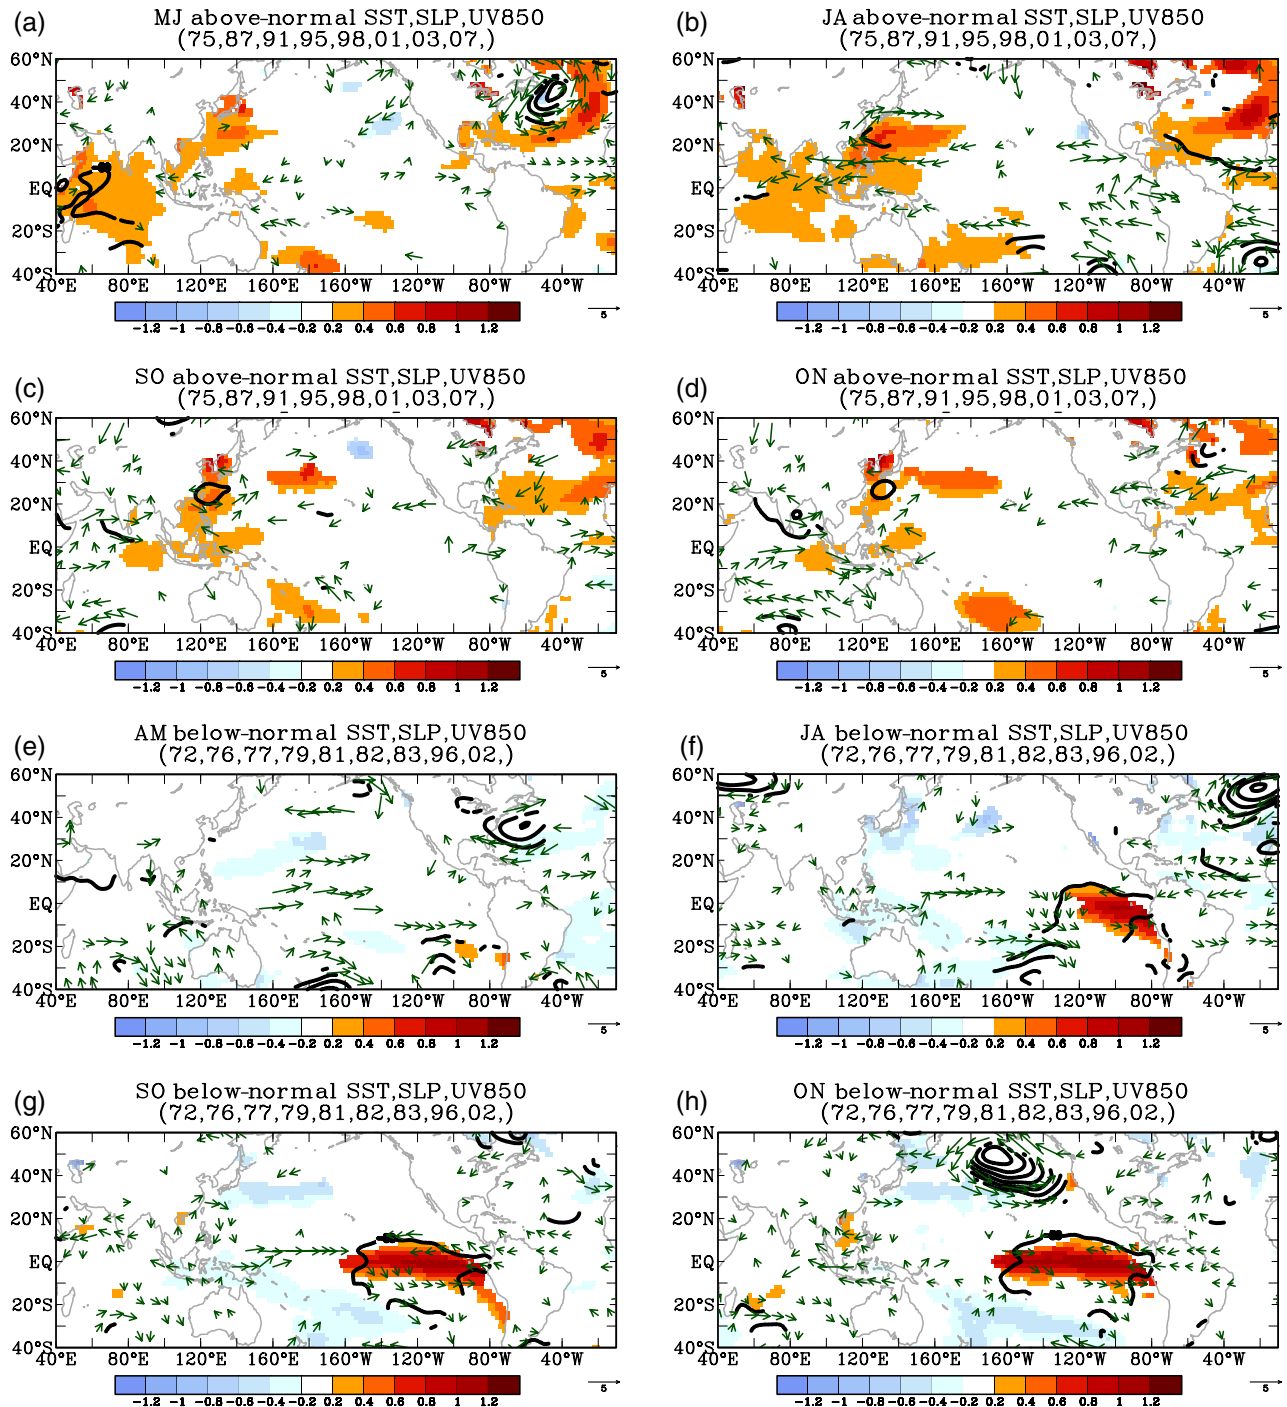 (a)
MJ above-normal SST,SLP,UV850
(75,87,91,95,98,01,03,07,)
60°N
40°N
20°N
EQ
20°S
40°S
40°E 80°E 120°E 160°E 160°W 120°W 80°W 40°W
-1.2 -1 -0.8 -0.6 -0.4 -0.2 0.2 0.4 0.6 0.8 1 1.2
5
(b)
JA above-normal SST,SLP,UV850
(75,87,91,95,98,01,03,07,)
60°N
40°N
20°N
EQ
20°S
40°S
40°E 80°E 120°E 160°E 160°W 120°W 80°W 40°W
-1.2 -1 -0.8 -0.6 -0.4 -0.2 0.2 0.4 0.6 0.8 1 1.2
5
(c)
SO above-normal SST,SLP,UV850
(75,87,91,95,98,01,03,07,)
60°N
40°N
20°N
EQ
20°S
40°S
40°E 80°E 120°E 160°E 160°W 120°W 80°W 40°W
-1.2 -1 -0.8 -0.6 -0.4 -0.2 0.2 0.4 0.6 0.8 1 1.2
5
(d)
ON above-normal SST,SLP,UV850
(75,87,91,95,98,01,03,07,)
60°N
40°N
20°N
EQ
20°S
40°S
40°E 80°E 120°E 160°E 160°W 120°W 80°W 40°W
-1.2 -1 -0.8 -0.6 -0.4 -0.2 0.2 0.4 0.6 0.8 1 1.2
5
(e)
AM below-normal SST,SLP,UV850
(72,76,77,79,81,82,83,96,02,)
60°N
40°N
20°N
EQ
20°S
40°S
40°E 80°E 120°E 160°E 160°W 120°W 80°W 40°W
-1.2 -1 -0.8 -0.6 -0.4 -0.2 0.2 0.4 0.6 0.8 1 1.2
5
(f)
JA below-normal SST,SLP,UV850
(72,76,77,79,81,82,83,96,02,)
60°N
40°N
20°N
EQ
20°S
40°S
40°E 80°E 120°E 160°E 160°W 120°W 80°W 40°W
-1.2 -1 -0.8 -0.6 -0.4 -0.2 0.2 0.4 0.6 0.8 1 1.2
5
(g)
SO below-normal SST,SLP,UV850
(72,76,77,79,81,82,83,96,02,)
60°N
40°N
20°N
EQ
20°S
40°S
40°E 80°E 120°E 160°E 160°W 120°W 80°W 40°W
-1.2 -1 -0.8 -0.6 -0.4 -0.2 0.2 0.4 0.6 0.8 1 1.2
5
(h)
ON below-normal SST,SLP,UV850
(72,76,77,79,81,82,83,96,02,)
60°N
40°N
20°N
EQ
20°S
40°S
40°E 80°E 120°E 160°E 160°W 120°W 80°W 40°W
-1.2 -1 -0.8 -0.6 -0.4 -0.2 0.2 0.4 0.6 0.8 1 1.2
5